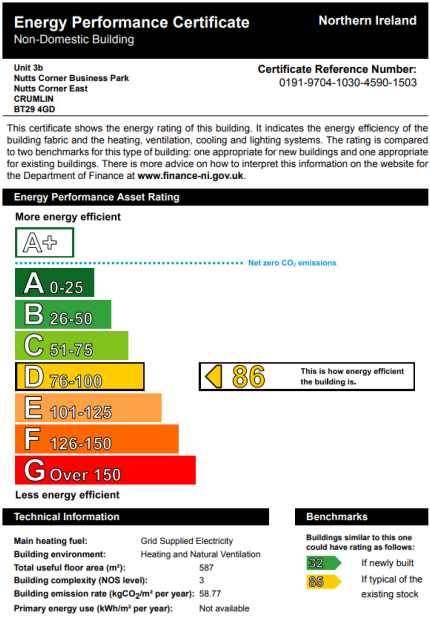 Energy Performance Certificate
Northern Ireland
Non-Domestic Building
Unit 3b
Nutts Corner Business Park
Nutts Corner East
CRUMLIN
BT29 4GD
Certificate Reference Number:
0191-9704-1030-4590-1503
This certificate shows the energy rating of this building. It indicates the energy efficiency of the
building fabric and the heating, ventilation, cooling and lighting systems. The rating is compared
to two benchmarks for this type of building: one appropriate for new buildings and one appropriate
for existing buildings. There is more advice on how to interpret this information on the website for
the Department of Finance at www.finance-ni.gov.uk.
Energy Performance Asset Rating
More energy efficient
A+
Net zero CO₂ emissions
A 0-25
B 26-50
C 51-75
D 76-100
86
This is how energy efficient
the building is.
E 101-125
F 126-150
G Over 150
Less energy efficient
Technical Information
Main heating fuel: Grid Supplied Electricity
Building environment: Heating and Natural Ventilation
Total useful floor area (m²): 587
Building complexity (NOS level): 3
Building emission rate (kgCO₂/m² per year): 58.77
Primary energy use (kWh/m² per year): Not available
Benchmarks
Buildings similar to this one
could have rating as follows:
32 If newly built
85 If typical of the
existing stock